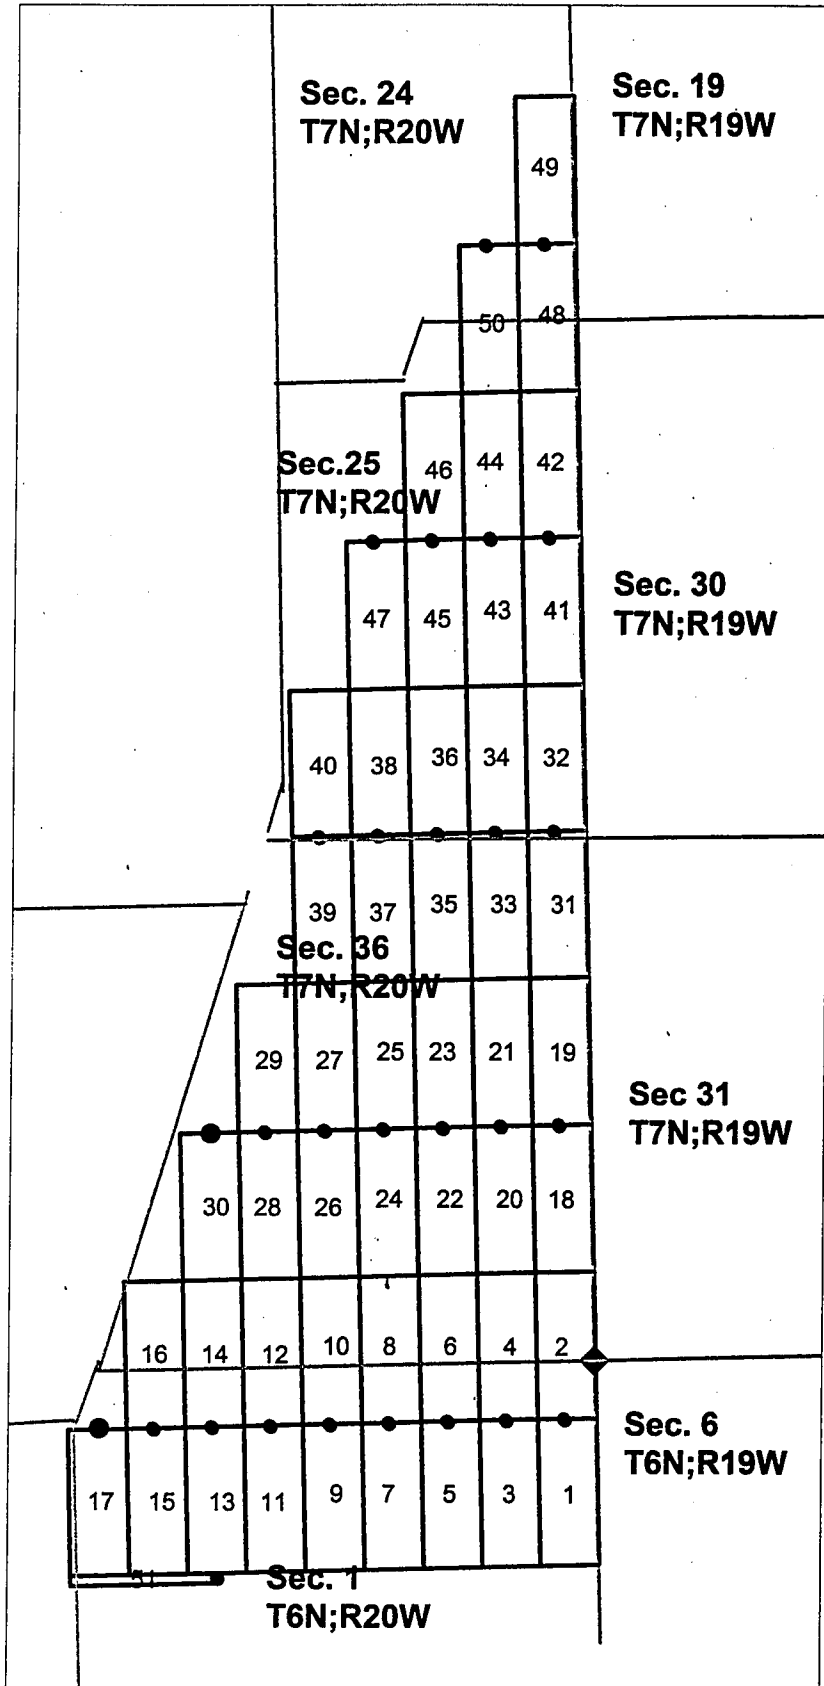 Sec. 24
T7N;R20W
Sec. 19
T7N;R19W
49
50 48
46 44 42
Sec.25
T7N;R20W
Sec. 30
T7N;R19W
47 45 43 41
40 38 36 34 32
39 37 35 33 31
Sec. 36
T7N;R20W
29 27 25 23 21 19
Sec 31
T7N;R19W
30 28 26 24 22 20 18
16 14 12 10 8 6 4 2
Sec. 6
T6N;R19W
17 15 13 11 9 7 5 3 1
51
Sec. 1
T6N;R20W